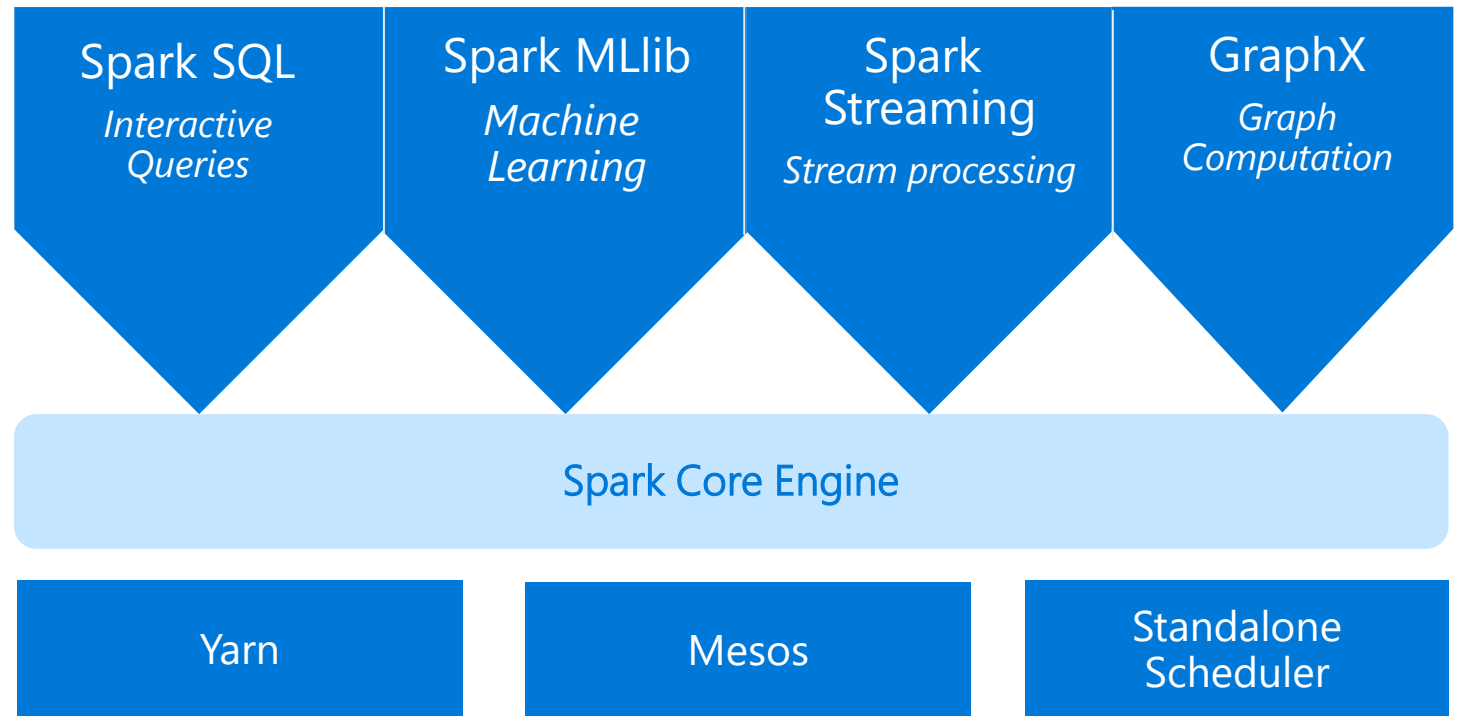 Spark SQL
Interactive
Queries
Spark MLlib
Machine
Learning
Spark
Streaming
Stream processing
GraphX
Graph
Computation
Spark Core Engine
Yarn
Mesos
Standalone
Scheduler